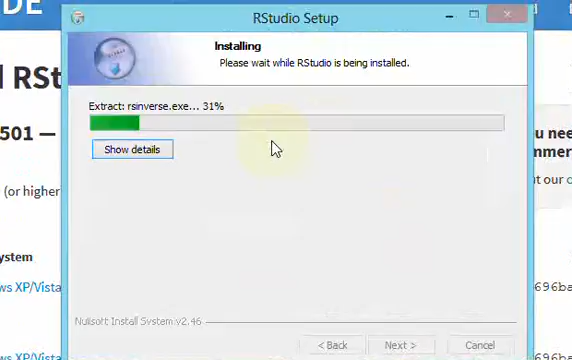 DE
RStudio Setup
Installing
Please wait while RStudio is being installed.
RSt
Extract: rsinverse.exe... 31%
501 —
u nee
mmer
Show details
(or higher
t our c
ystem
ws XP/Vista
696ba
Nullsoft Install System v2.46
< Back
Next >
Cancel
ws XP/Vista